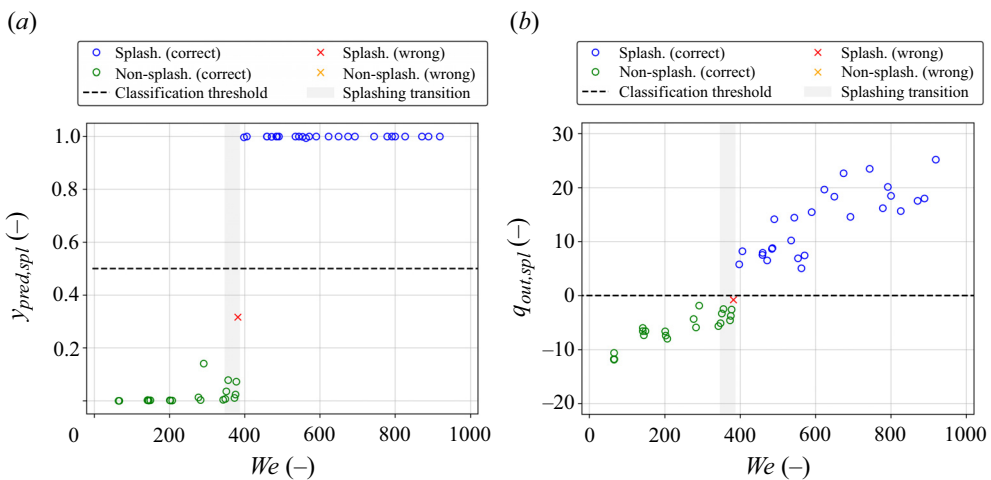 (a)
Splash. (correct) Splash. (wrong)
Non-splash. (correct) Non-splash. (wrong)
Classification threshold Splashing transition
1.0
0.8
0.6
0.4
0.2
0 200 400 600 800 1000
y_pred,spl (–)
We (–)
(b)
Splash. (correct) Splash. (wrong)
Non-splash. (correct) Non-splash. (wrong)
Classification threshold Splashing transition
30
20
10
0
−10
−20
0 200 400 600 800 1000
q_out,spl (–)
We (–)